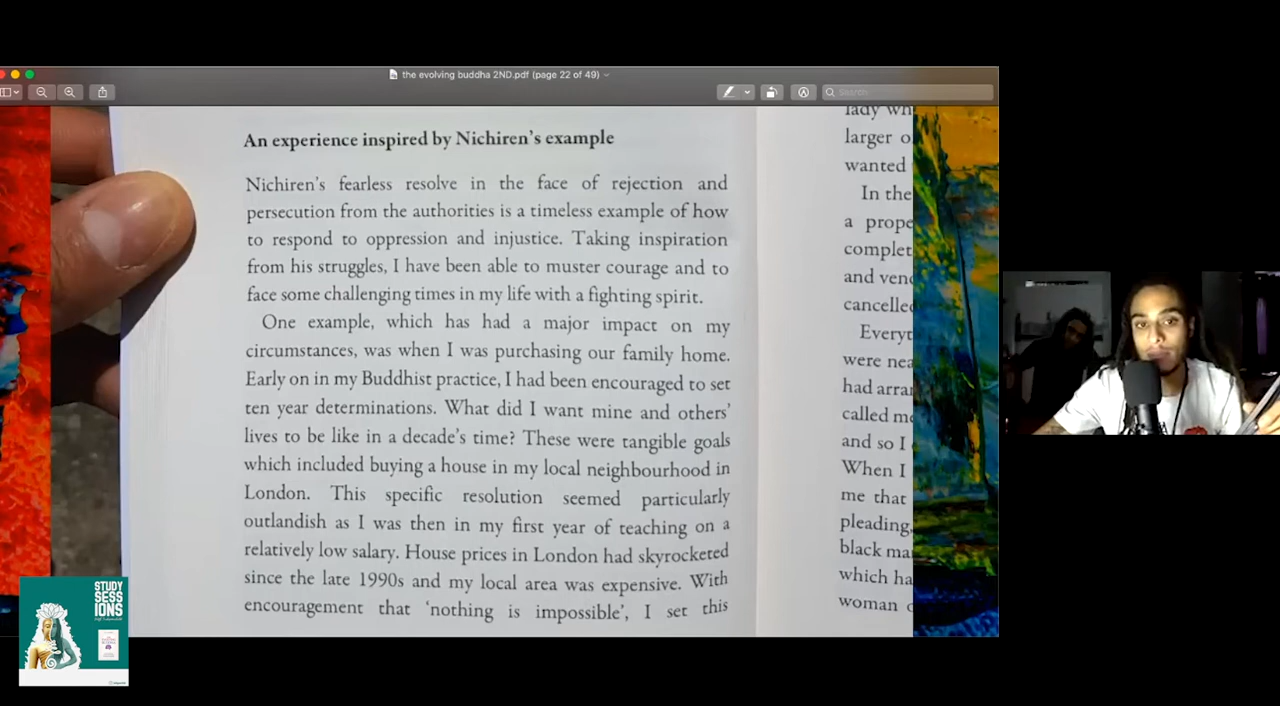 the evolving buddha 2ND.pdf (page 22 of 49)
Search
An experience inspired by Nichiren's example
Nichiren's fearless resolve in the face of rejection and
persecution from the authorities is a timeless example of how
to respond to oppression and injustice. Taking inspiration
from his struggles, I have been able to muster courage and to
face some challenging times in my life with a fighting spirit.
One example, which has had a major impact on my
circumstances, was when I was purchasing our family home.
Early on in my Buddhist practice, I had been encouraged to set
ten year determinations. What did I want mine and others'
lives to be like in a decade's time? These were tangible goals
which included buying a house in my local neighbourhood in
London. This specific resolution seemed particularly
outlandish as I was then in my first year of teaching on a
relatively low salary. House prices in London had skyrocketed
since the late 1990s and my local area was expensive. With
encouragement that 'nothing is impossible', I set this
lady wh
larger o
wanted
In the
a prope
complet
and vend
cancelled
Everyt
were nea
had arra
called me
and so I
When I
me that
pleading,
black ma
which ha
woman
STUDY
SESS
IONS